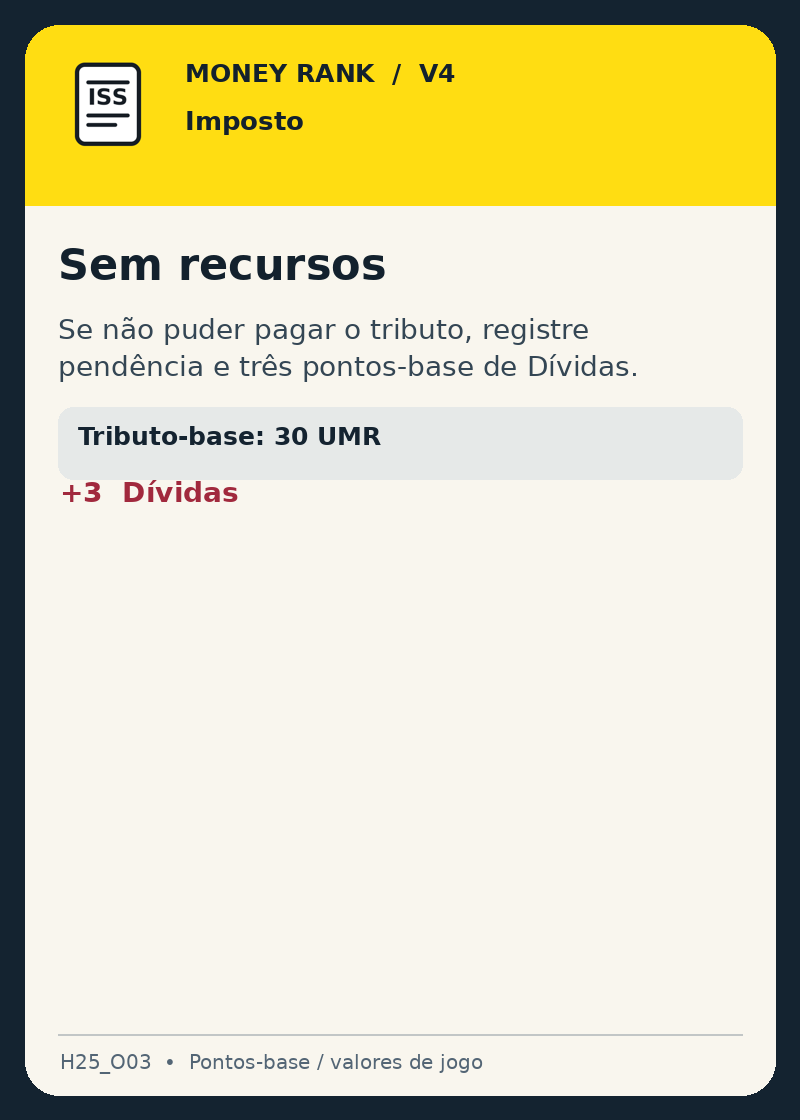 ISS
MONEY RANK / V4
Imposto
Sem recursos
Se não puder pagar o tributo, registre
pendência e três pontos-base de Dívidas.
Tributo-base: 30 UMR
+3 Dívidas
H25_O03 • Pontos-base / valores de jogo